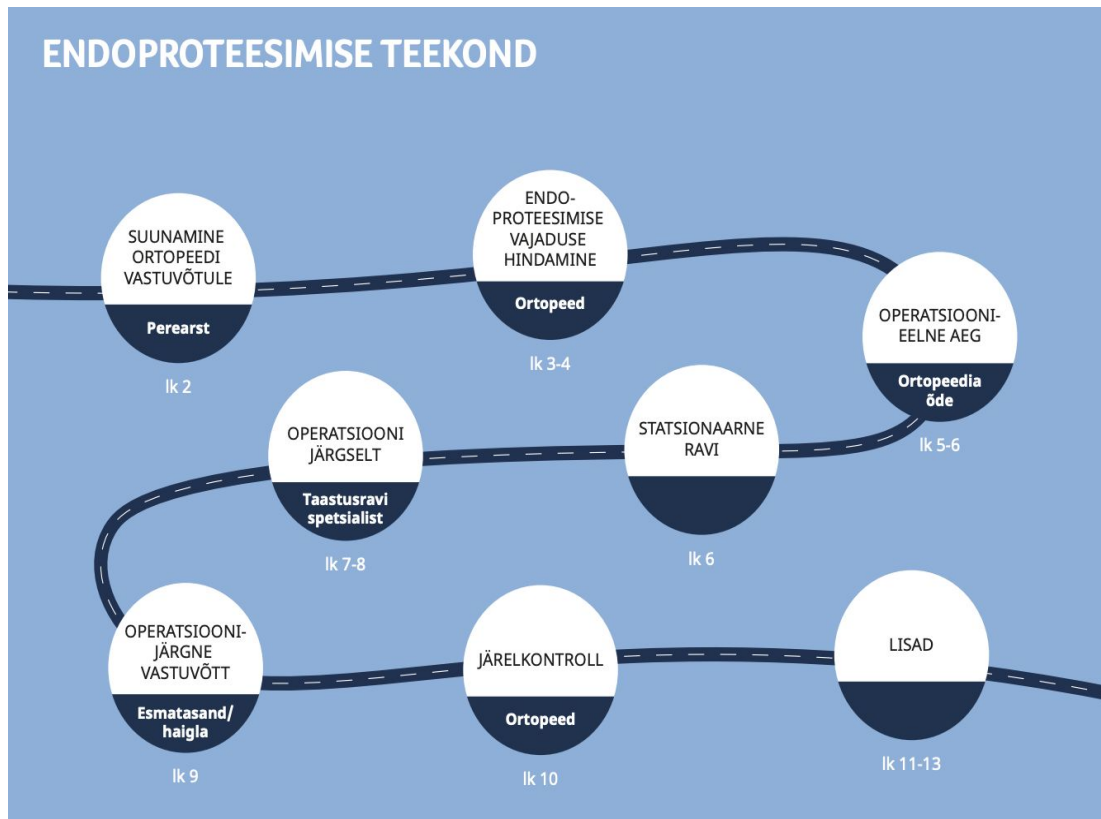 ENDOPROTEESIMISE TEEKOND
SUUNAMINE
ORTOPEEDI
VASTUVÕTULE
Perearst
lk 2
ENDO-
PROTEESIMISE
VAJADUSE
HINDAMINE
Ortopeed
lk 3-4
OPERATSIOONI-
EELNE AEG
Ortopeedia
õde
lk 5-6
STATSIONAARNE
RAVI
lk 6
OPERATSIOONI
JÄRGSELT
Taastusravi
spetsialist
lk 7-8
OPERATSIOONI-
JÄRGNE
VASTUVÕTT
Esmatasand/
haigla
lk 9
JÄRELKONTROLL
Ortopeed
lk 10
LISAD
lk 11-13